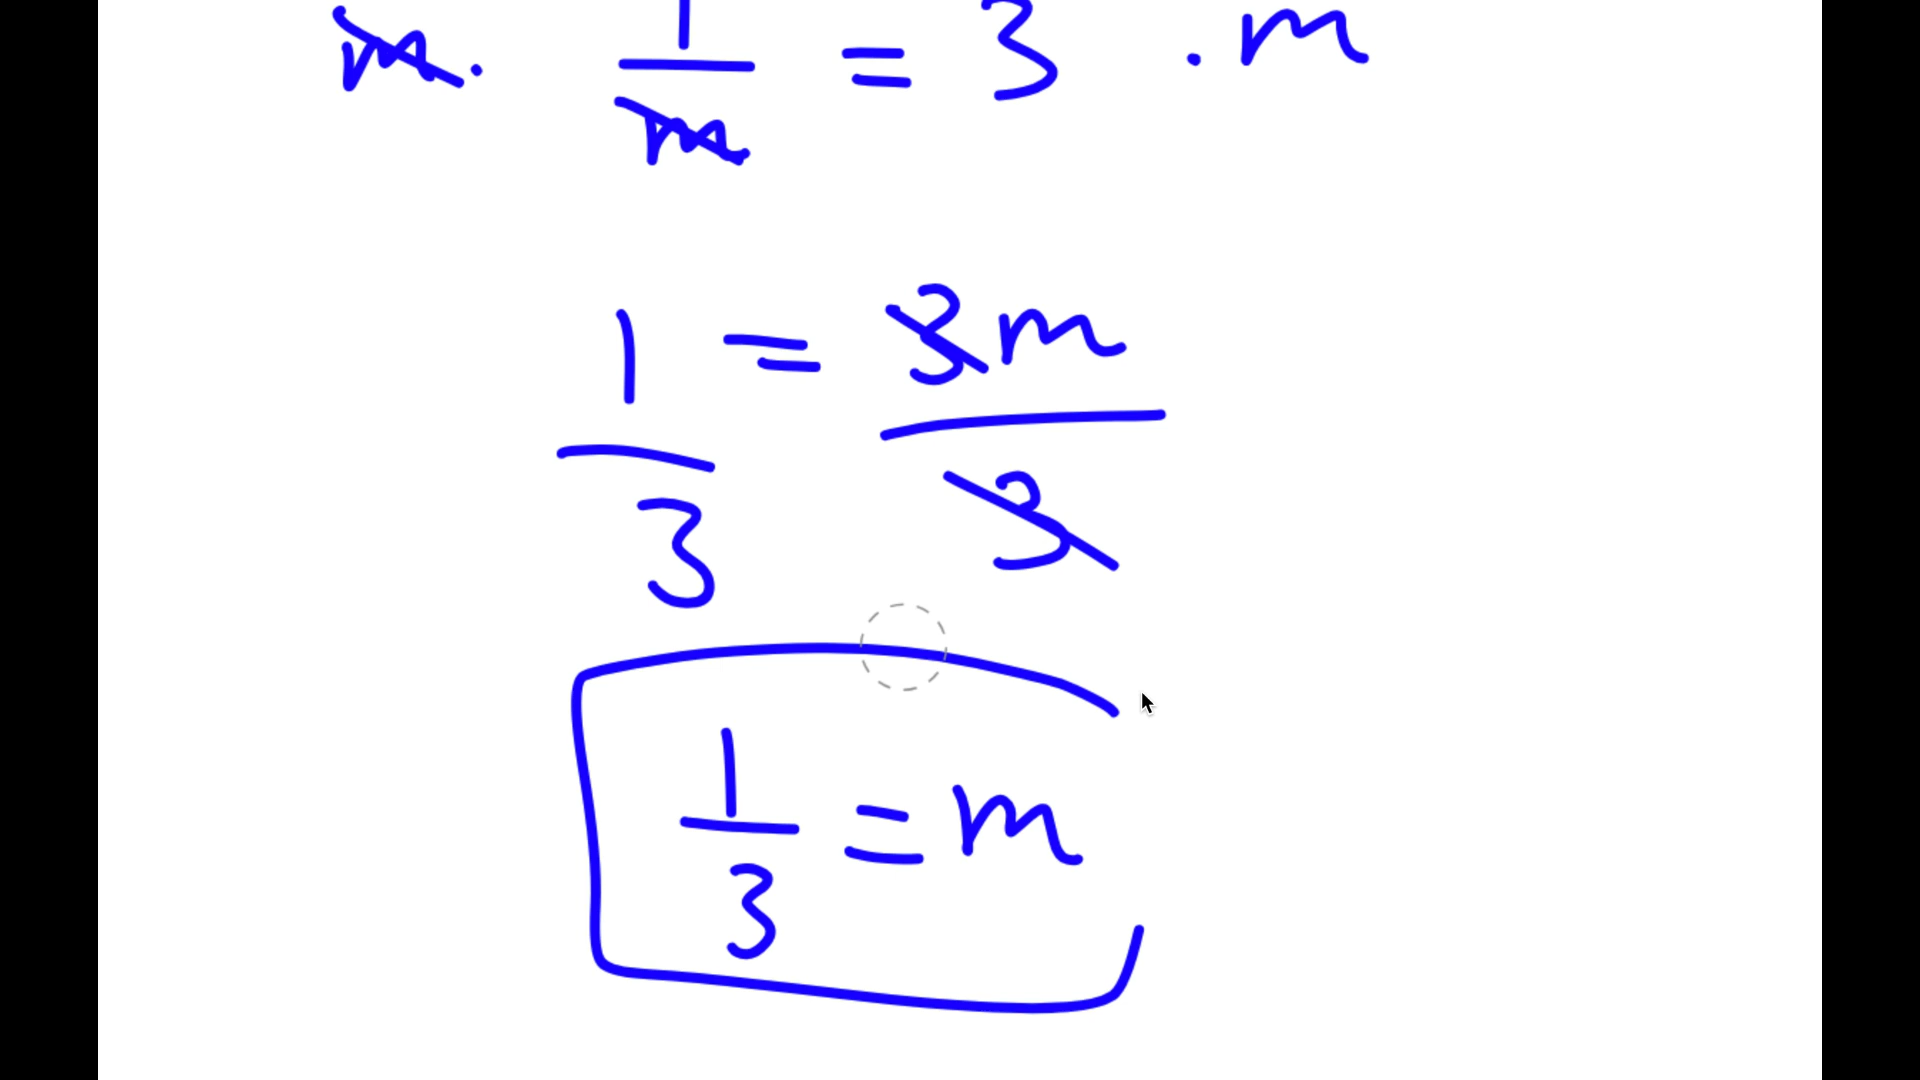 m · 1/m = 3 · m
1/3 = 3m/3
1/3 = m